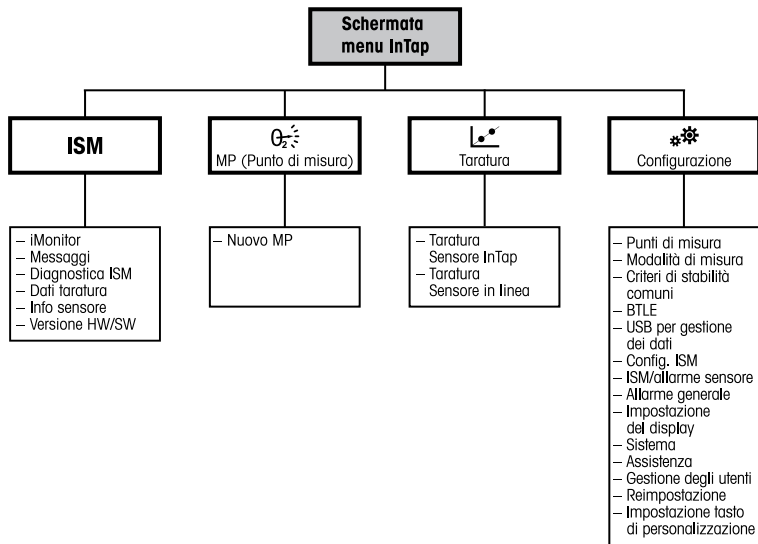 Schermata
menu InTap
ISM
O₂
MP (Punto di misura)
Taratura
Configurazione
– iMonitor
– Messaggi
– Diagnostica ISM
– Dati taratura
– Info sensore
– Versione HW/SW
– Nuovo MP
– Taratura
Sensore InTap
– Taratura
Sensore in linea
– Punti di misura
– Modalità di misura
– Criteri di stabilità
comuni
– BTLE
– USB per gestione
dei dati
– Config. ISM
– ISM/allarme sensore
– Allarme generale
– Impostazione
del display
– Sistema
– Assistenza
– Gestione degli utenti
– Reimpostazione
– Impostazione tasto
di personalizzazione